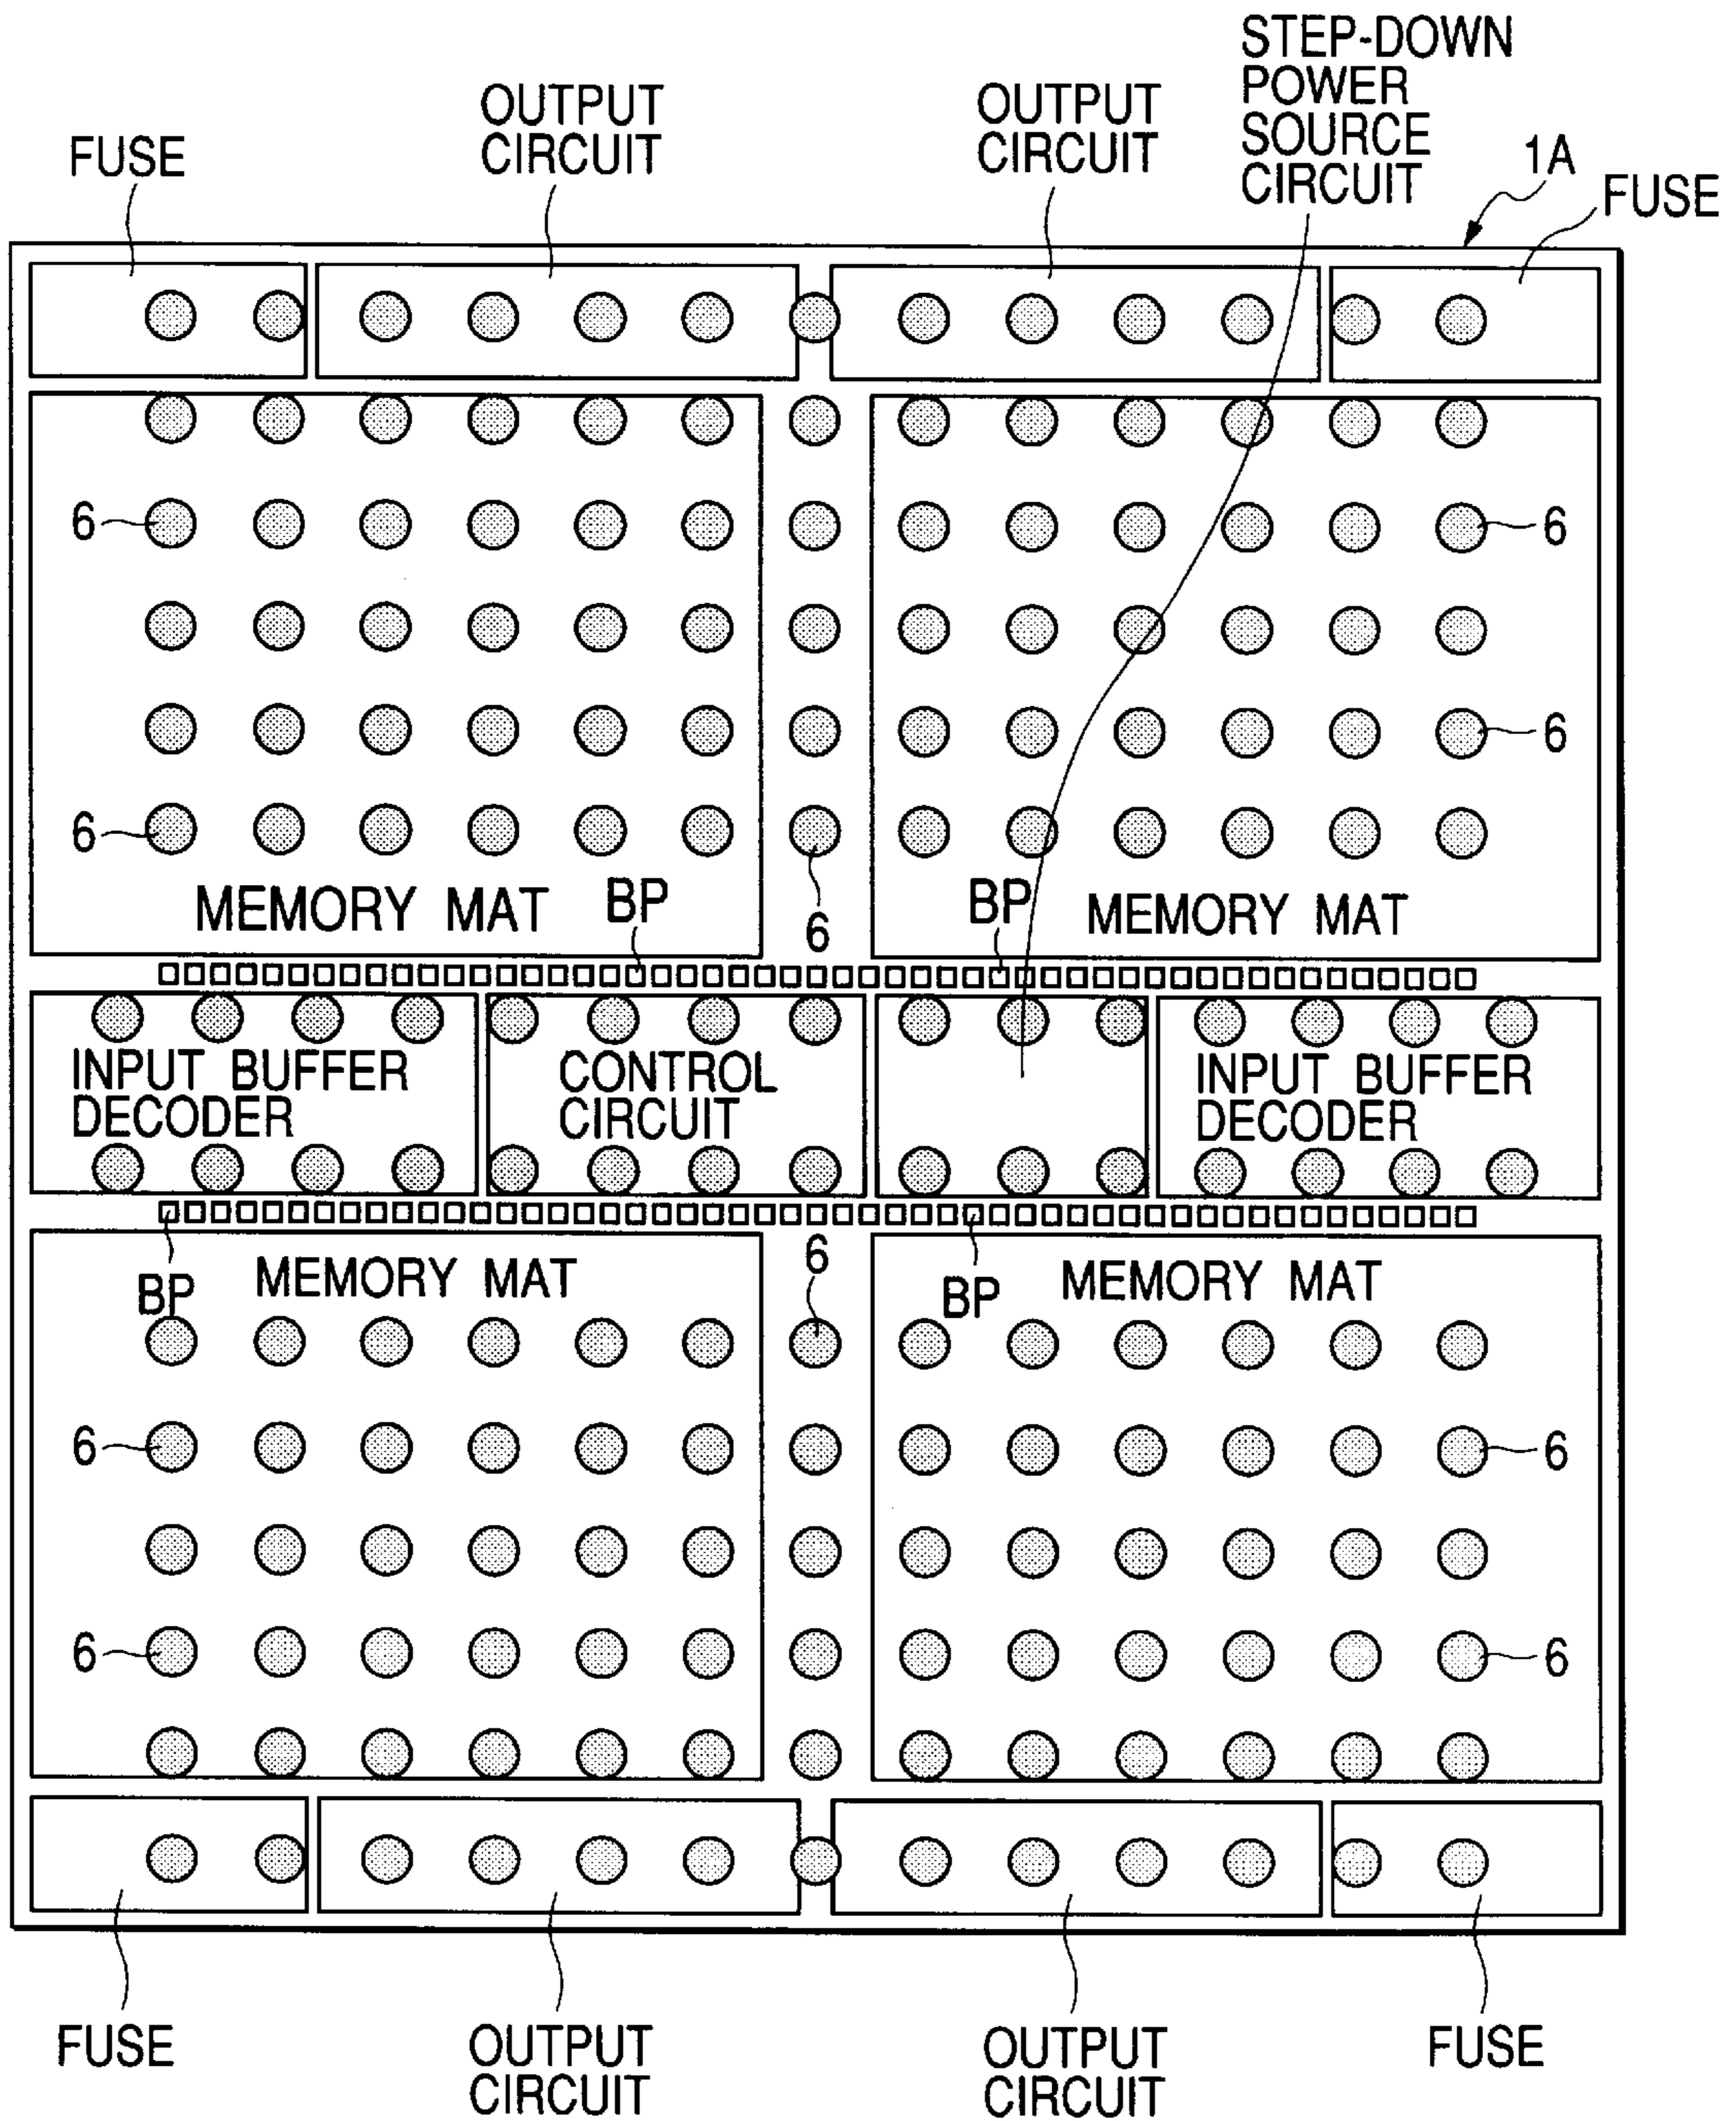 STEP-DOWN
POWER
SOURCE
CIRCUIT
OUTPUT
CIRCUIT
OUTPUT
CIRCUIT
FUSE
1A
FUSE
6
6
6
6
6
MEMORY MAT
BP
BP
MEMORY MAT
INPUT BUFFER
DECODER
CONTROL
CIRCUIT
INPUT BUFFER
DECODER
BP
MEMORY MAT
6
BP
MEMORY MAT
6
6
6
6
FUSE
OUTPUT
CIRCUIT
OUTPUT
CIRCUIT
FUSE